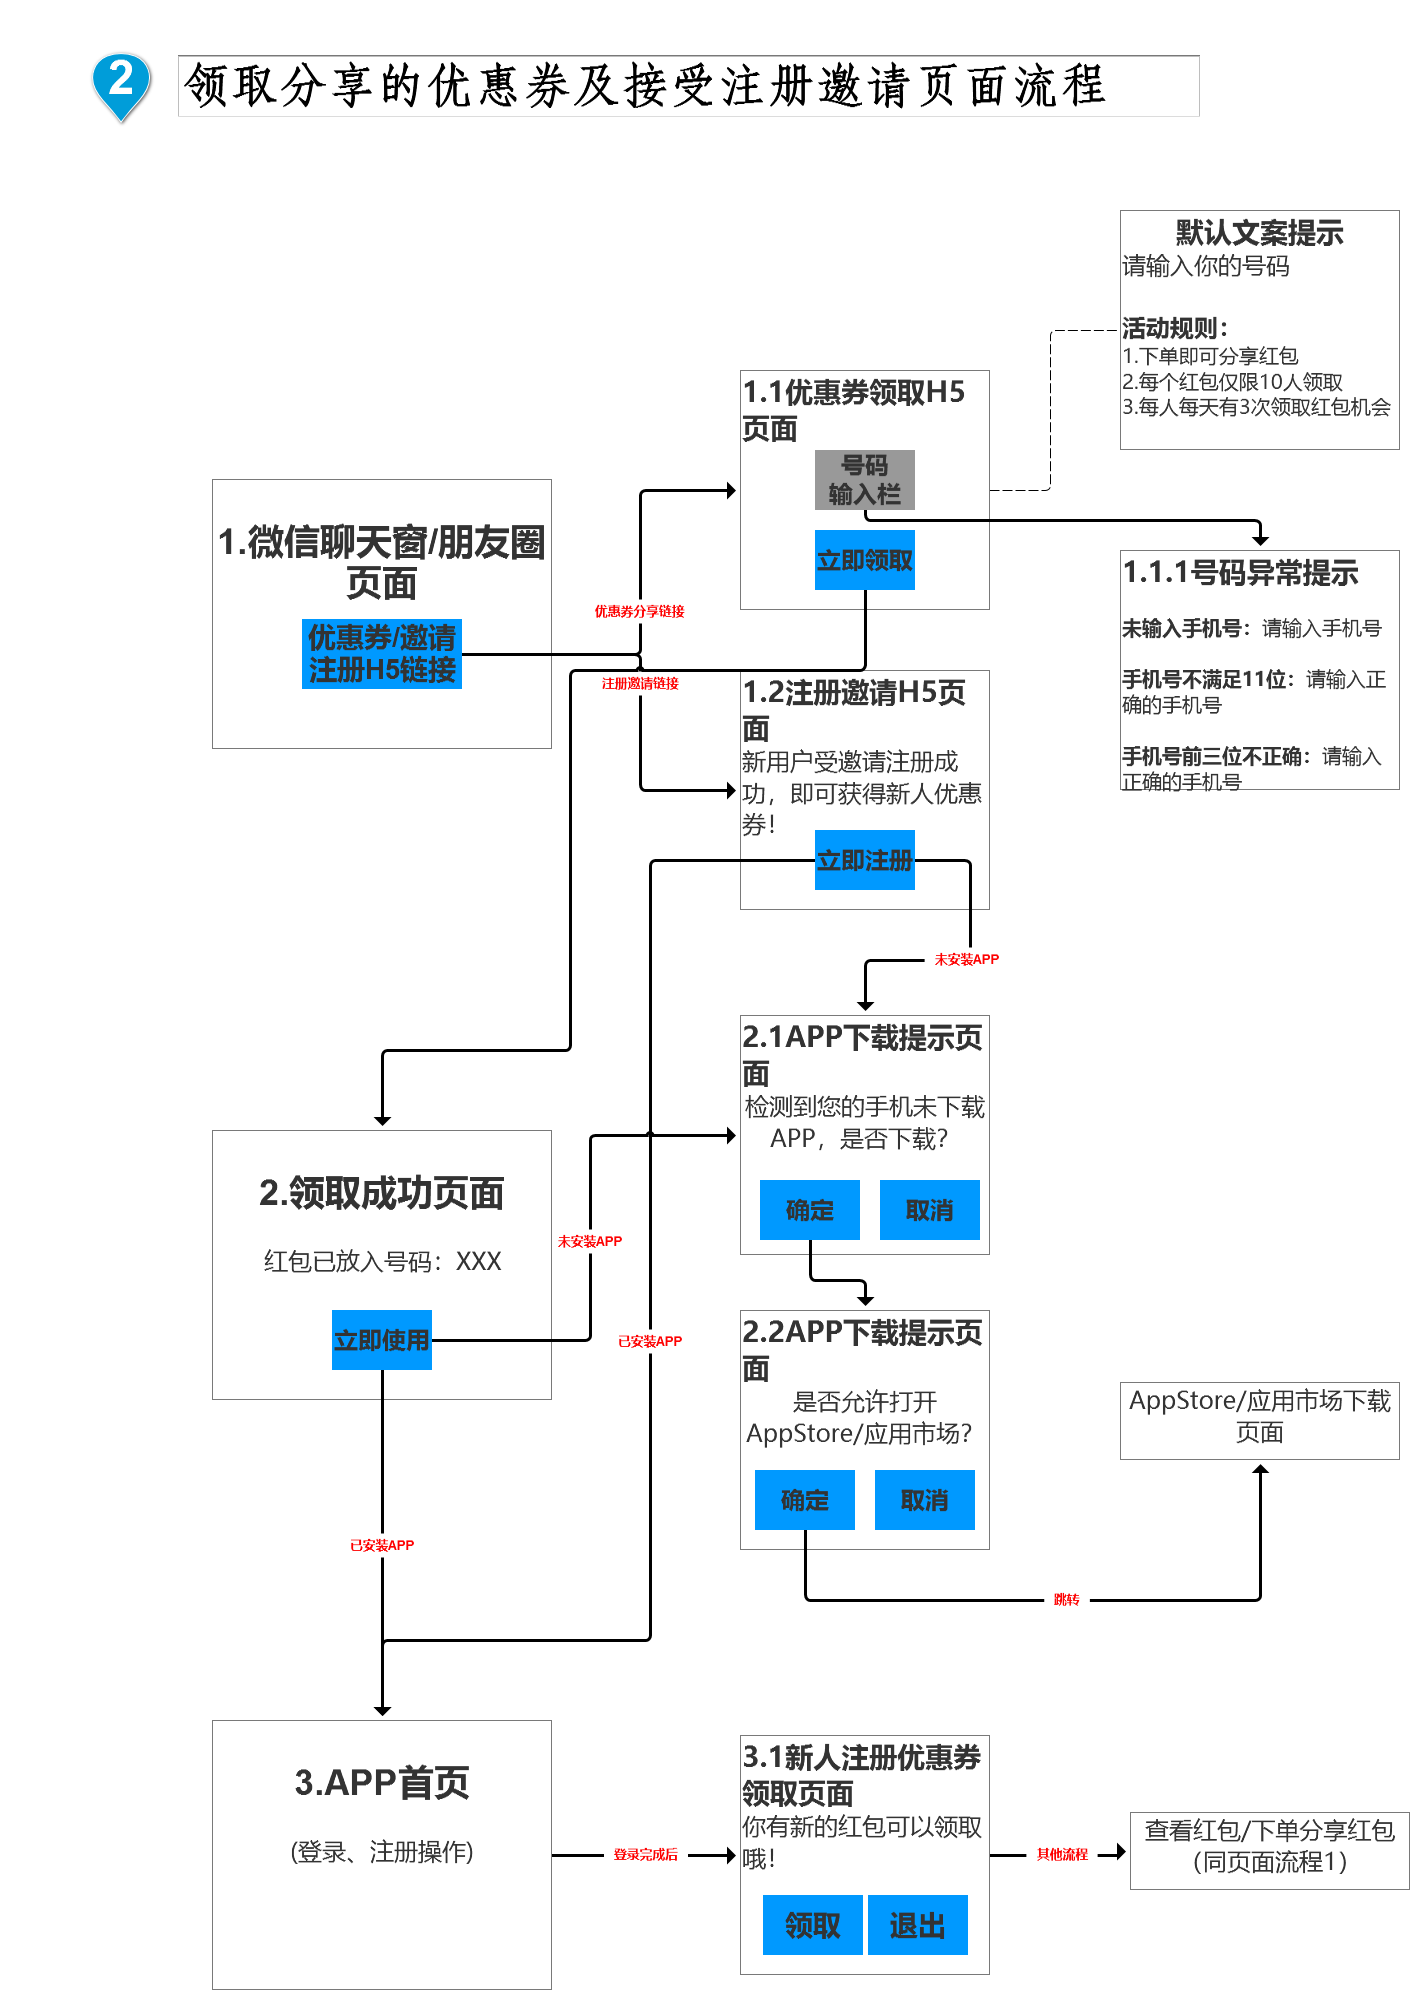 2
领取分享的优惠券及接受注册邀请页面流程
默认文案提示
请输入你的号码
活动规则：
1.下单即可分享红包
2.每个红包仅限10人领取
3.每人每天有3次领取红包机会
1.1优惠券领取H5
页面
号码
输入栏
立即领取
1.微信聊天窗/朋友圈
页面
优惠券/邀请
注册H5链接
优惠券分享链接
注册邀请链接
1.1.1号码异常提示
未输入手机号：请输入手机号
手机号不满足11位：请输入正
确的手机号
手机号前三位不正确：请输入
正确的手机号
1.2注册邀请H5页
面
新用户受邀请注册成
功，即可获得新人优惠
券！
立即注册
未安装APP
2.1APP下载提示页
面
检测到您的手机未下载
APP，是否下载？
确定
取消
2.领取成功页面
红包已放入号码：XXX
立即使用
未安装APP
已安装APP
2.2APP下载提示页
面
是否允许打开
AppStore/应用市场？
确定
取消
AppStore/应用市场下载
页面
已安装APP
跳转
3.APP首页
(登录、注册操作)
登录完成后
3.1新人注册优惠券
领取页面
你有新的红包可以领取
哦！
领取
退出
其他流程
查看红包/下单分享红包
（同页面流程1）